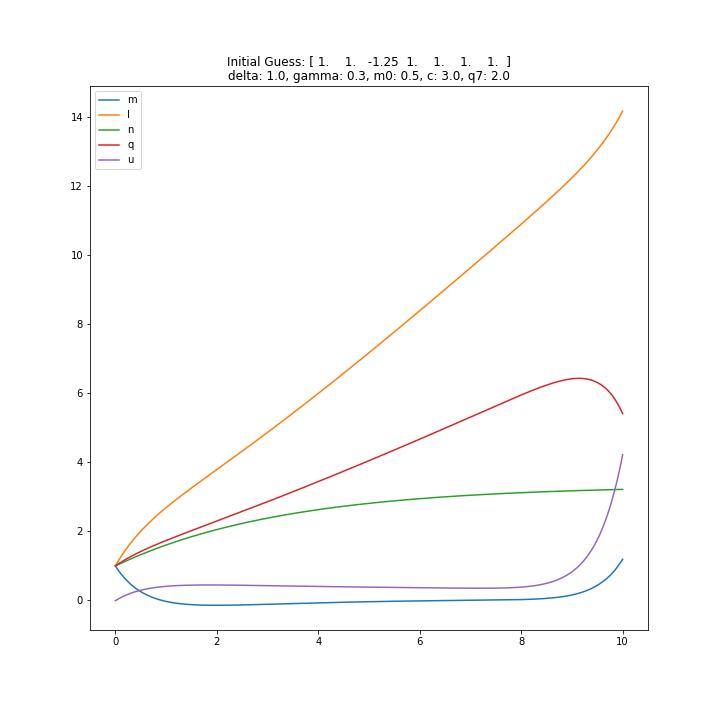 Initial Guess: [ 1. 1. -1.25 1. 1. 1. 1. ]
delta: 1.0, gamma: 0.3, m0: 0.5, c: 3.0, q7: 2.0
m
l
n
q
u
14
12
10
8
6
4
2
0
0 2 4 6 8 10